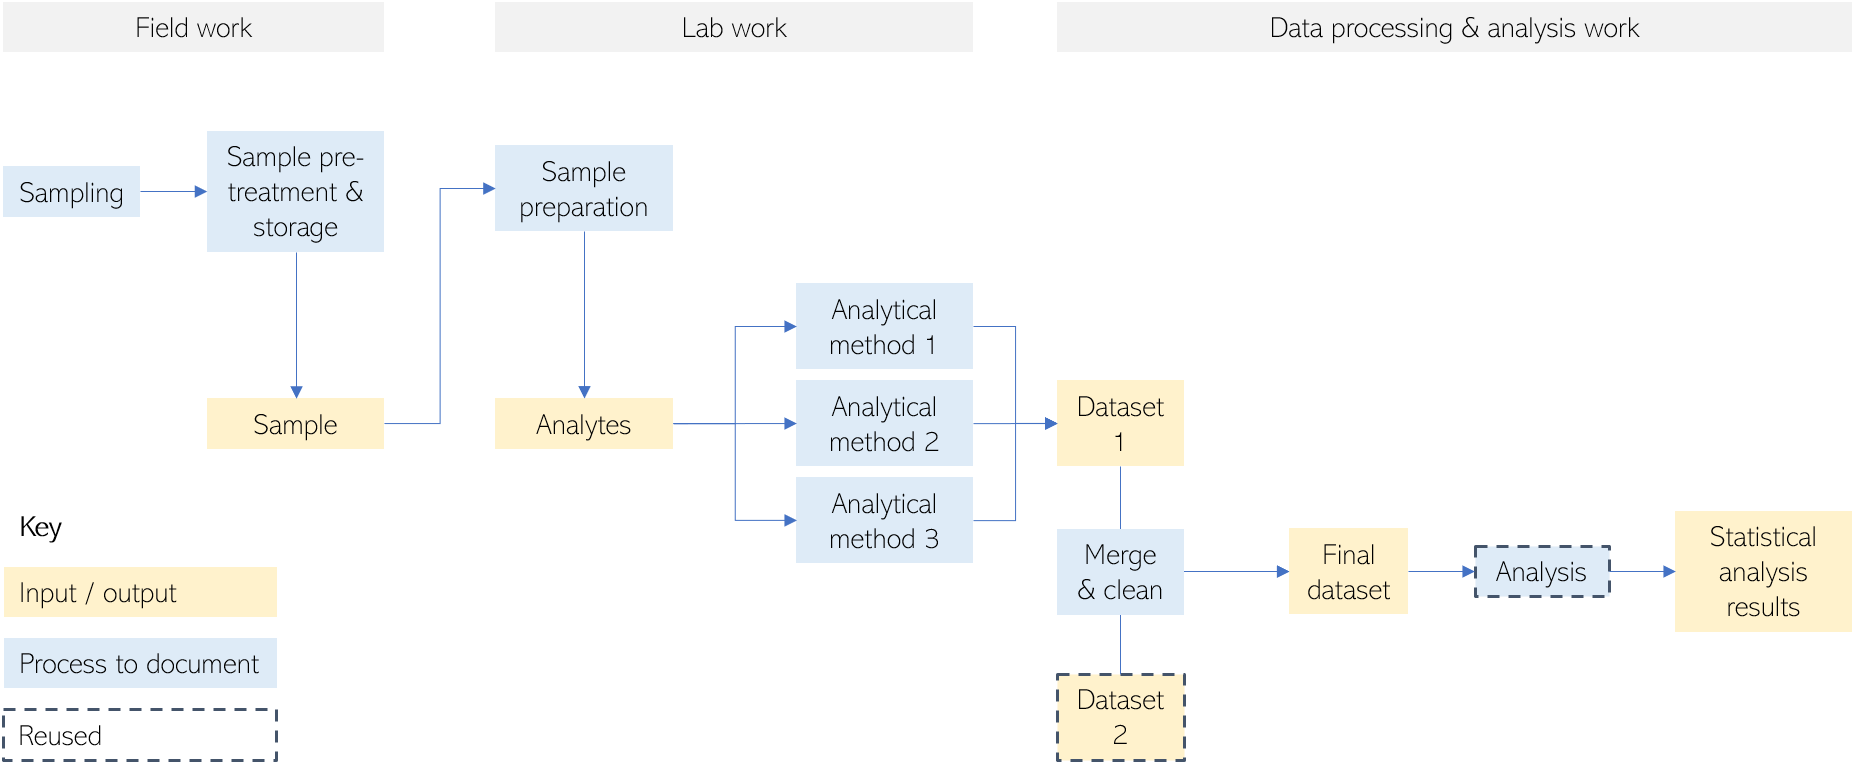 Field work
Lab work
Data processing & analysis work
Sampling
Sample pre-
treatment &
storage
Sample
Sample
preparation
Analytes
Analytical
method 1
Analytical
method 2
Analytical
method 3
Dataset
1
Merge
& clean
Dataset
2
Final
dataset
Analysis
Statistical
analysis
results
Key
Input / output
Process to document
Reused